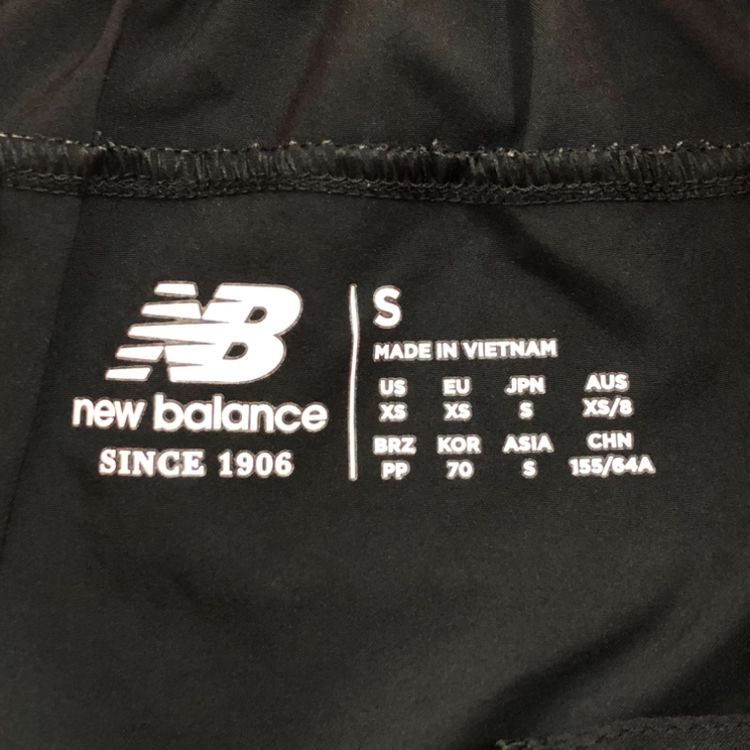 NB
new balance
SINCE 1906
S
MADE IN VIETNAM
US EU JPN AUS
XS XS S XS/8
BRZ KOR ASIA CHN
PP 70 S 155/64A